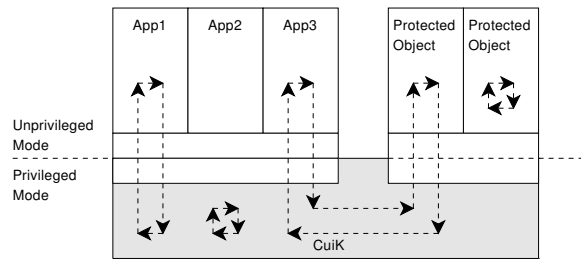 App1
App2
App3
Protected
Object
Protected
Object
Unprivileged
Mode
Privileged
Mode
CuiK